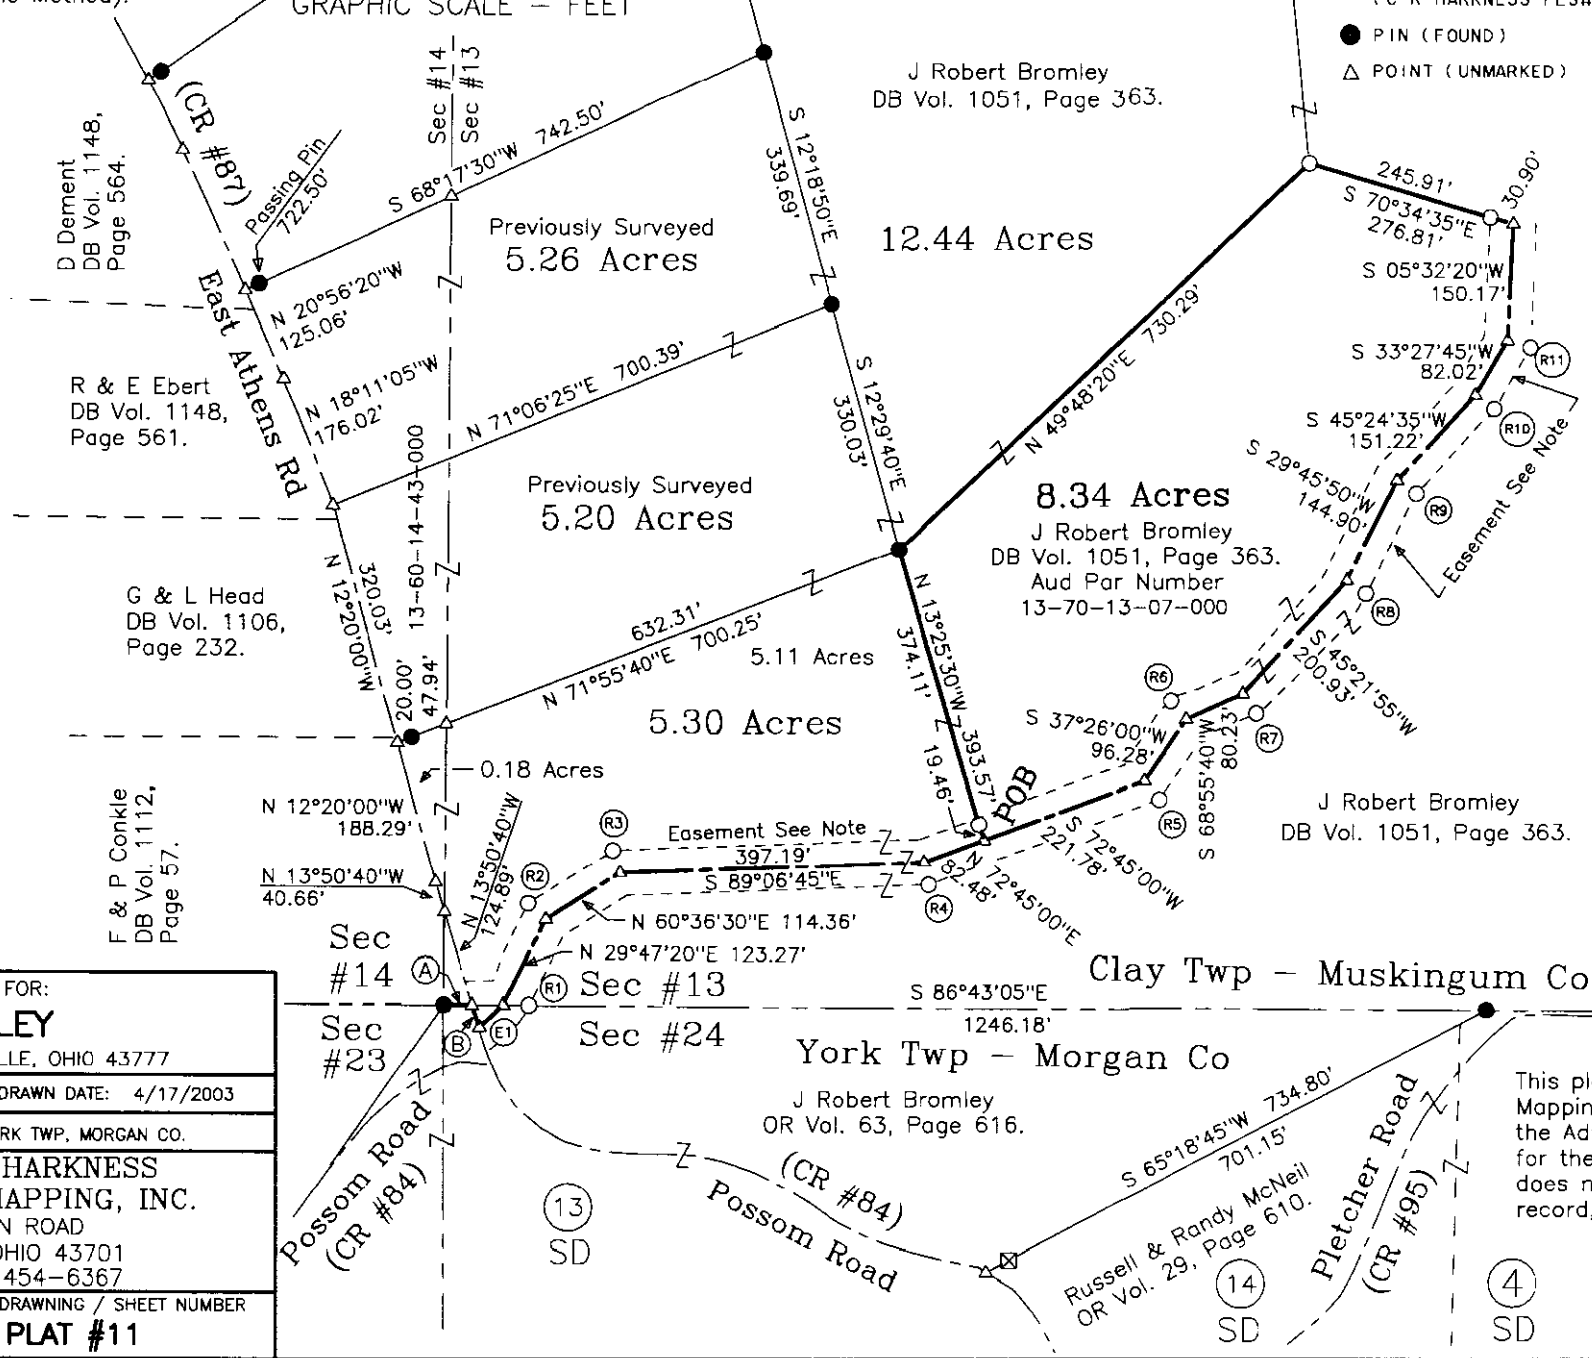 Method).
GRAPHIC SCALE – FEET
PIN (FOUND)
POINT (UNMARKED)
J Robert Bromley
DB Vol. 1051, Page 363.
Sec #14
Sec #13
(CR #87)
D Dement
DB Vol. 1148,
Page 564.
Passing Pin
722.50'
S 68°17'30"W 742.50'
S 12°18'50"E
339.69'
245.91'
30.90'
S 70°34'35"E
276.81'
Previously Surveyed
5.26 Acres
12.44 Acres
S 05°32'20"W
150.17'
East Athens Rd
N 20°56'20"W
125.06'
N 49°48'20"E 730.29'
S 33°27'45"W
82.02'
R11
R & E Ebert
DB Vol. 1148,
Page 561.
N 18°11'05"W
176.02'
N 71°06'25"E 700.39'
S 12°29'40"E
330.03'
S 45°24'35"W
151.22'
R10
Easement See Note
S 29°45'50"W
144.90'
R9
Previously Surveyed
5.20 Acres
8.34 Acres
J Robert Bromley
DB Vol. 1051, Page 363.
Aud Par Number
13-70-13-07-000
13-60-14-43-000
N 12°20'00"W
320.03'
G & L Head
DB Vol. 1106,
Page 232.
R8
S 45°21'55"W
200.93'
632.31'
N 71°55'40"E 700.25'
5.11 Acres
N 13°25'30"W 393.57'
374.11'
19.46'
R6
R7
20.00'
47.94'
5.30 Acres
S 37°26'00"W
96.28'
S 68°55'40"W
80.23'
0.18 Acres
POB
R5
J Robert Bromley
DB Vol. 1051, Page 363.
F & P Conkle
DB Vol. 1112,
Page 57.
N 12°20'00"W
188.29'
N 13°50'40"W
124.89'
R3
Easement See Note
397.19'
S 89°06'45"E
S 72°45'00"W
221.78'
N 13°50'40"W
40.66'
R2
N 72°45'00"E
82.48'
R4
N 60°36'30"E 114.36'
N 29°47'20"E 123.27'
Sec
#14
A
R1
Sec #13
Clay Twp – Muskingum Co
S 86°43'05"E
1246.18'
Sec
#23
B
E1
Sec #24
York Twp – Morgan Co
FOR:
LEY
LLE, OHIO 43777
DRAWN DATE: 4/17/2003
RK TWP, MORGAN CO.
HARKNESS
MAPPING, INC.
N ROAD
OHIO 43701
454-6367
DRAWING / SHEET NUMBER
PLAT #11
J Robert Bromley
OR Vol. 63, Page 616.
Possom Road
(CR #84)
(CR #84)
Possom Road
S 65°18'45"W 734.80'
701.15'
Russell & Randy McNeil
OR Vol. 29, Page 610.
Pletcher Road
(CR #95)
13
SD
14
SD
4
SD
This pl
Mappin
the Ad
for the
does n
record,